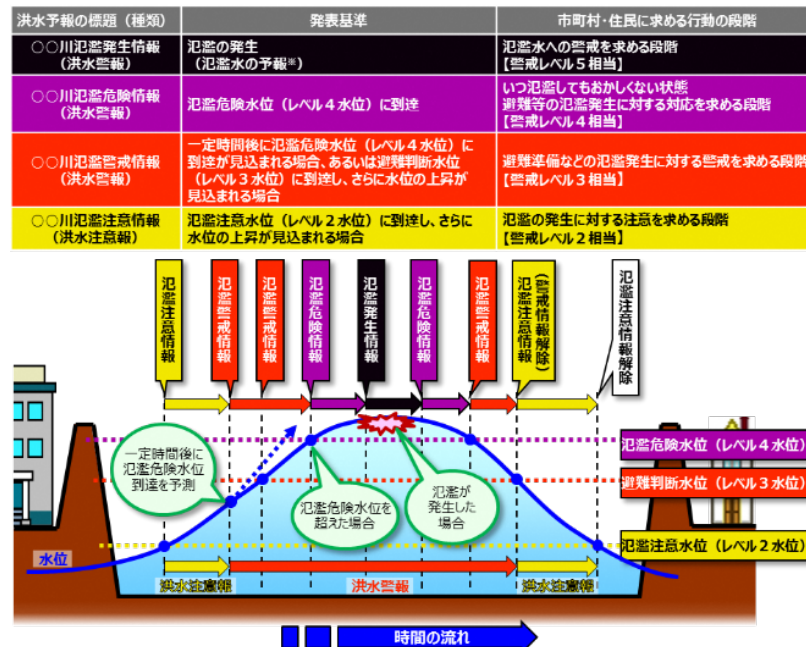 洪水予報の標題（種類）
発表基準
市町村・住民に求める行動の段階
○○川氾濫発生情報
（洪水警報）
氾濫の発生
（氾濫水の予報※）
氾濫水への警戒を求める段階
【警戒レベル５相当】
○○川氾濫危険情報
（洪水警報）
氾濫危険水位（レベル４水位）に到達
いつ氾濫してもおかしくない状態
避難等の氾濫発生に対する対応を求める段階
【警戒レベル４相当】
○○川氾濫警戒情報
（洪水警報）
一定時間後に氾濫危険水位（レベル４水位）に
到達が見込まれる場合、あるいは避難判断水位
（レベル３水位）に到達し、さらに水位の上昇が
見込まれる場合
避難準備などの氾濫発生に対する警戒を求める段階
【警戒レベル３相当】
○○川氾濫注意情報
（洪水注意報）
氾濫注意水位（レベル２水位）に到達し、さらに
水位の上昇が見込まれる場合
氾濫の発生に対する注意を求める段階
【警戒レベル２相当】
氾濫注意情報
氾濫警戒情報
氾濫警戒情報
氾濫危険情報
氾濫発生情報
氾濫危険情報
氾濫警戒情報
（警戒情報解除）
氾濫注意情報
氾濫注意情報解除
一定時間後に
氾濫危険水位
到達を予測
氾濫危険水位を
超えた場合
氾濫が
発生した
場合
氾濫危険水位（レベル４水位）
避難判断水位（レベル３水位）
氾濫注意水位（レベル２水位）
水位
洪水注意報
洪水警報
洪水注意報
時間の流れ